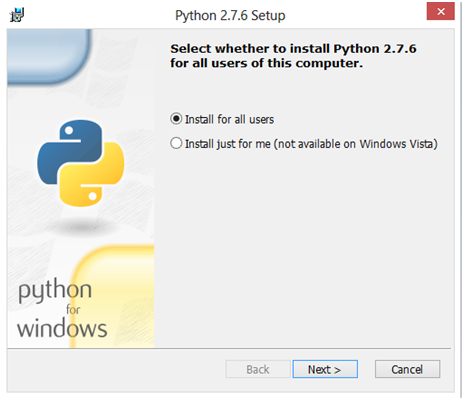 Python 2.7.6 Setup
Select whether to install Python 2.7.6
for all users of this computer.
Install for all users
Install just for me (not available on Windows Vista)
python
for
windows
Back
Next >
Cancel